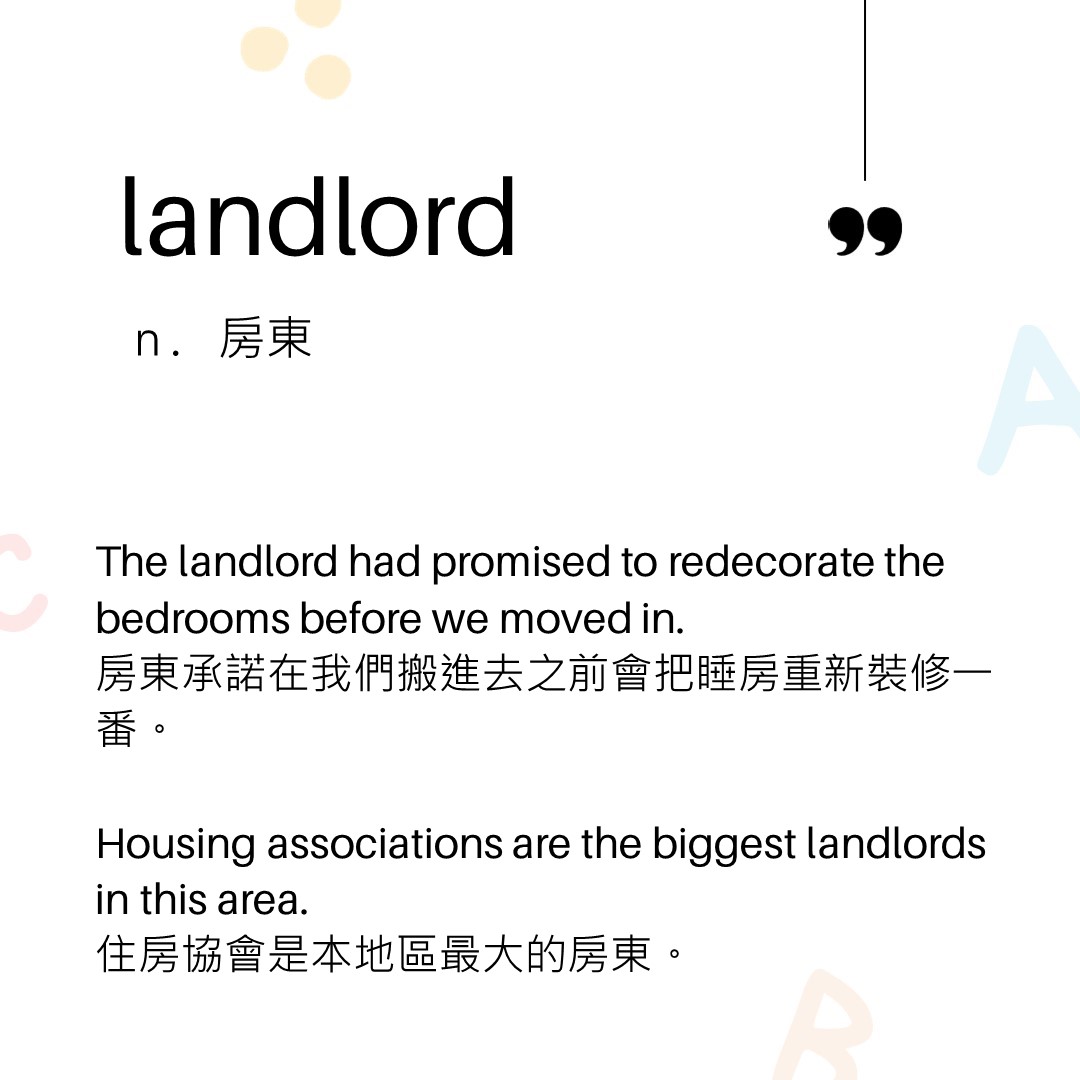 landlord
”
n. 房東
The landlord had promised to redecorate the
bedrooms before we moved in.
房東承諾在我們搬進去之前會把睡房重新裝修一
番。
Housing associations are the biggest landlords
in this area.
住房協會是本地區最大的房東。
A
C
B